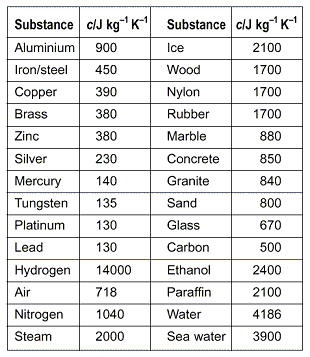 Substance c/J kg⁻¹ K⁻¹ Substance c/J kg⁻¹ K⁻¹
Aluminium 900 Ice 2100
Iron/steel 450 Wood 1700
Copper 390 Nylon 1700
Brass 380 Rubber 1700
Zinc 380 Marble 880
Silver 230 Concrete 850
Mercury 140 Granite 840
Tungsten 135 Sand 800
Platinum 130 Glass 670
Lead 130 Carbon 500
Hydrogen 14000 Ethanol 2400
Air 718 Paraffin 2100
Nitrogen 1040 Water 4186
Steam 2000 Sea water 3900